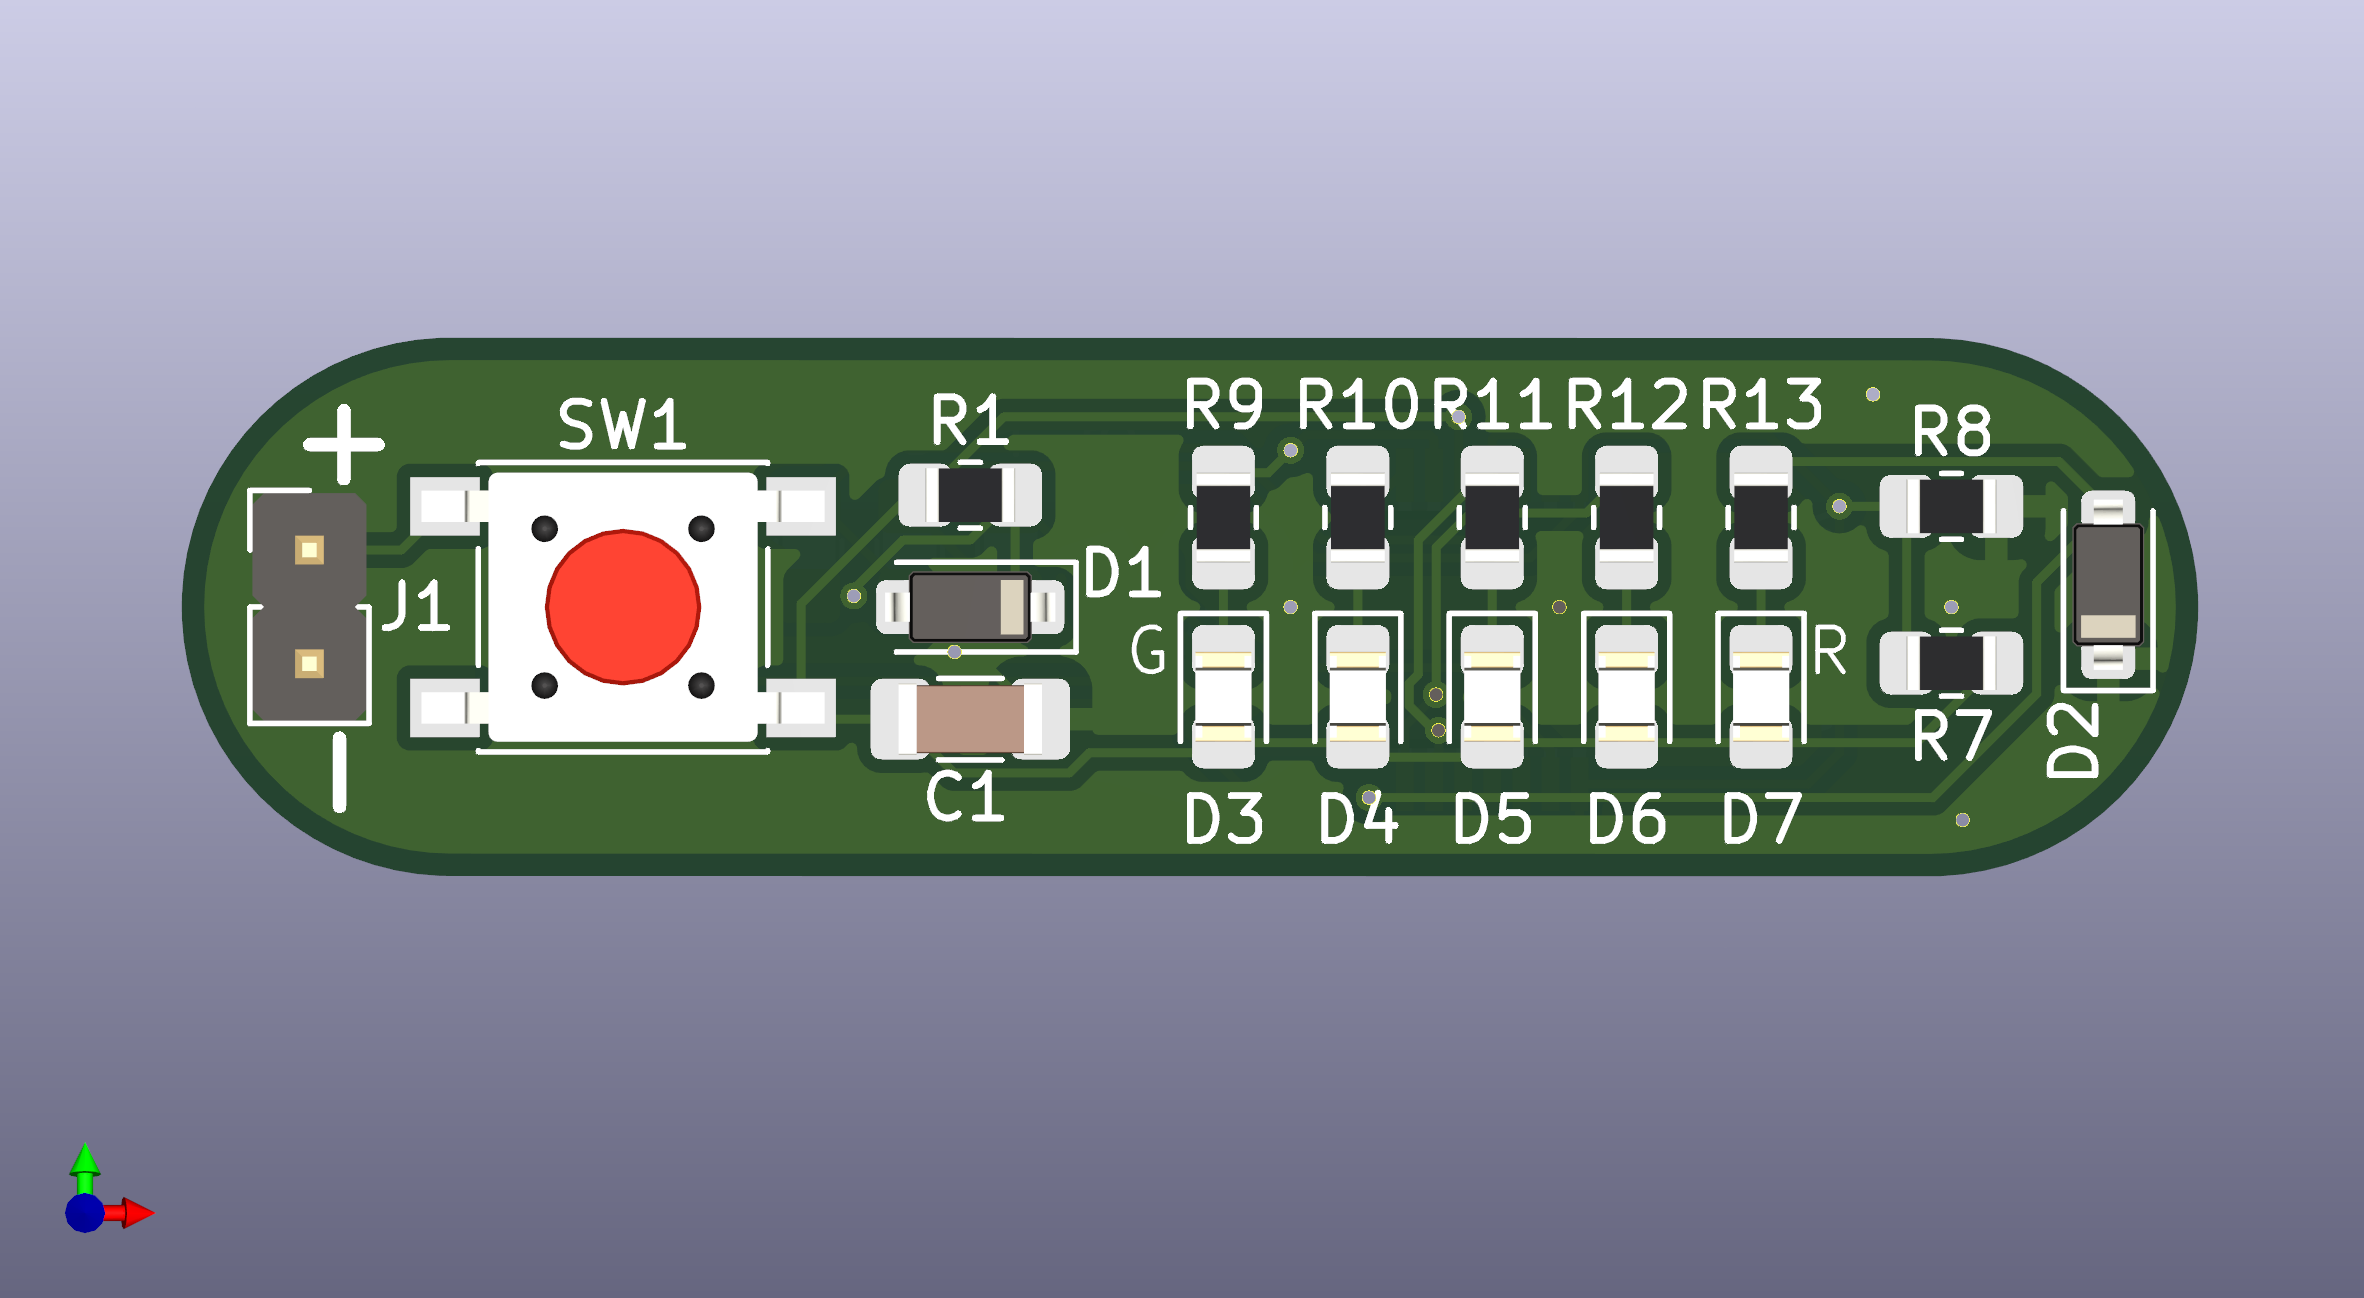 +
SW1
R1
R9 R10 R11 R12 R13
R8
J1
D1
G
R
R7
D2
−
C1
D3 D4 D5 D6 D7